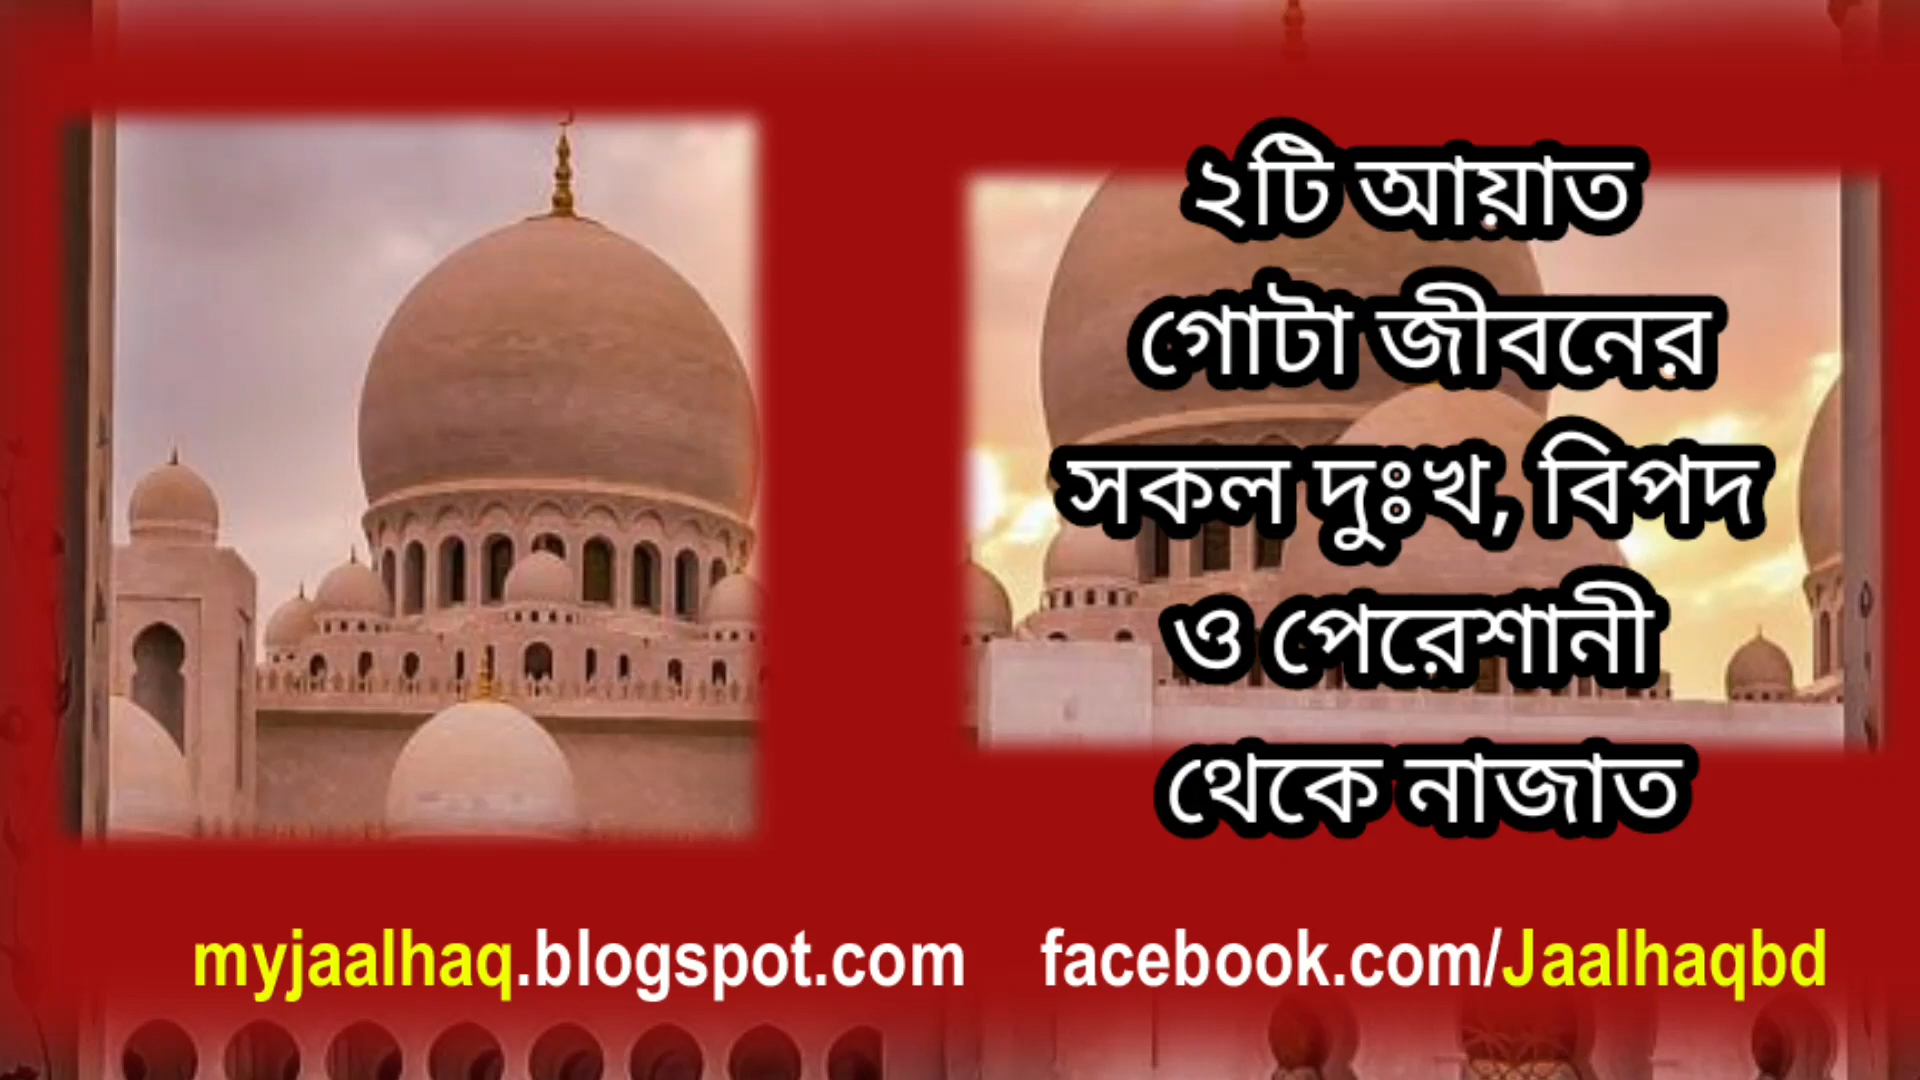 ২টি আয়াত
গোটা জীবনের
সকল দুঃখ, বিপদ
ও পেরেশানী
থেকে নাজাত
myjaalhaq.blogspot.com facebook.com/Jaalhaqbd